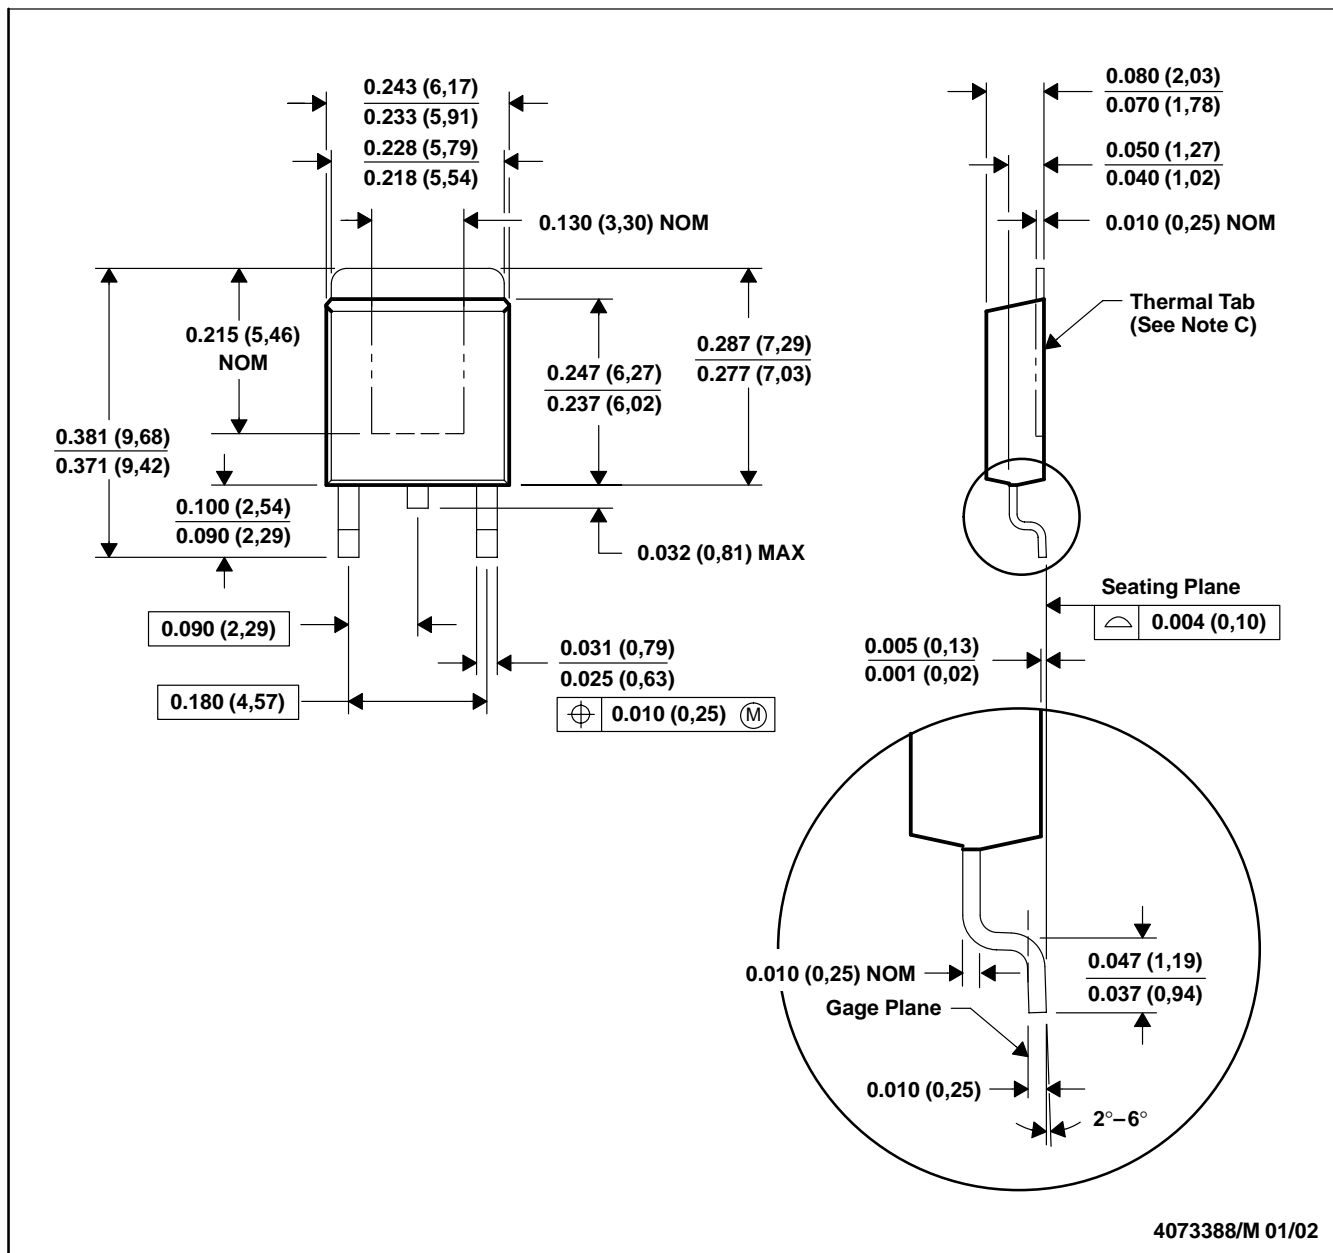 0.243 (6,17)
0.233 (5,91)
0.228 (5,79)
0.218 (5,54)
0.130 (3,30) NOM
0.215 (5,46)
NOM
0.287 (7,29)
0.277 (7,03)
0.247 (6,27)
0.237 (6,02)
0.381 (9,68)
0.371 (9,42)
0.100 (2,54)
0.090 (2,29)
0.032 (0,81) MAX
0.090 (2,29)
0.031 (0,79)
0.025 (0,63)
0.180 (4,57)
0.010 (0,25) M
0.080 (2,03)
0.070 (1,78)
0.050 (1,27)
0.040 (1,02)
0.010 (0,25) NOM
Thermal Tab
(See Note C)
Seating Plane
0.004 (0,10)
0.005 (0,13)
0.001 (0,02)
0.010 (0,25) NOM
0.047 (1,19)
0.037 (0,94)
Gage Plane
0.010 (0,25)
2°–6°
4073388/M 01/02